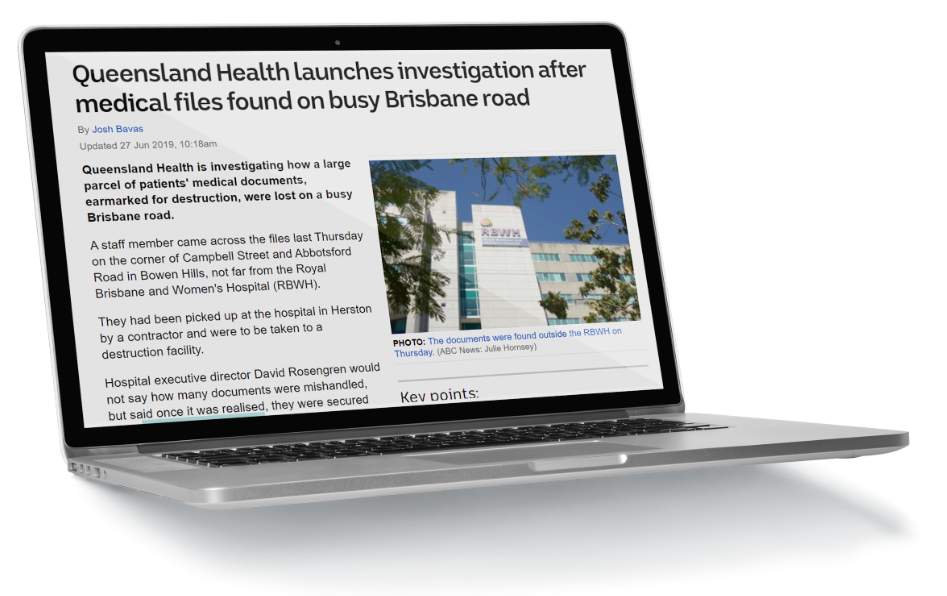 Queensland Health launches investigation after
medical files found on busy Brisbane road
By Josh Bavas
Updated 27 Jun 2019, 10:18am
Queensland Health is investigating how a large
parcel of patients' medical documents,
earmarked for destruction, were lost on a busy
Brisbane road.
A staff member came across the files last Thursday
on the corner of Campbell Street and Abbotsford
Road in Bowen Hills, not far from the Royal
Brisbane and Women's Hospital (RBWH).
They had been picked up at the hospital in Herston
by a contractor and were to be taken to a
destruction facility.
Hospital executive director David Rosengren would
not say how many documents were mishandled,
but said once it was realised, they were secured
RBWH
PHOTO: The documents were found outside the RBWH on
Thursday. (ABC News: Julie Hornsey)
Key points: